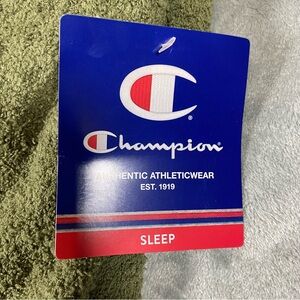 Champion
AUTHENTIC ATHLETICWEAR
EST. 1919
SLEEP